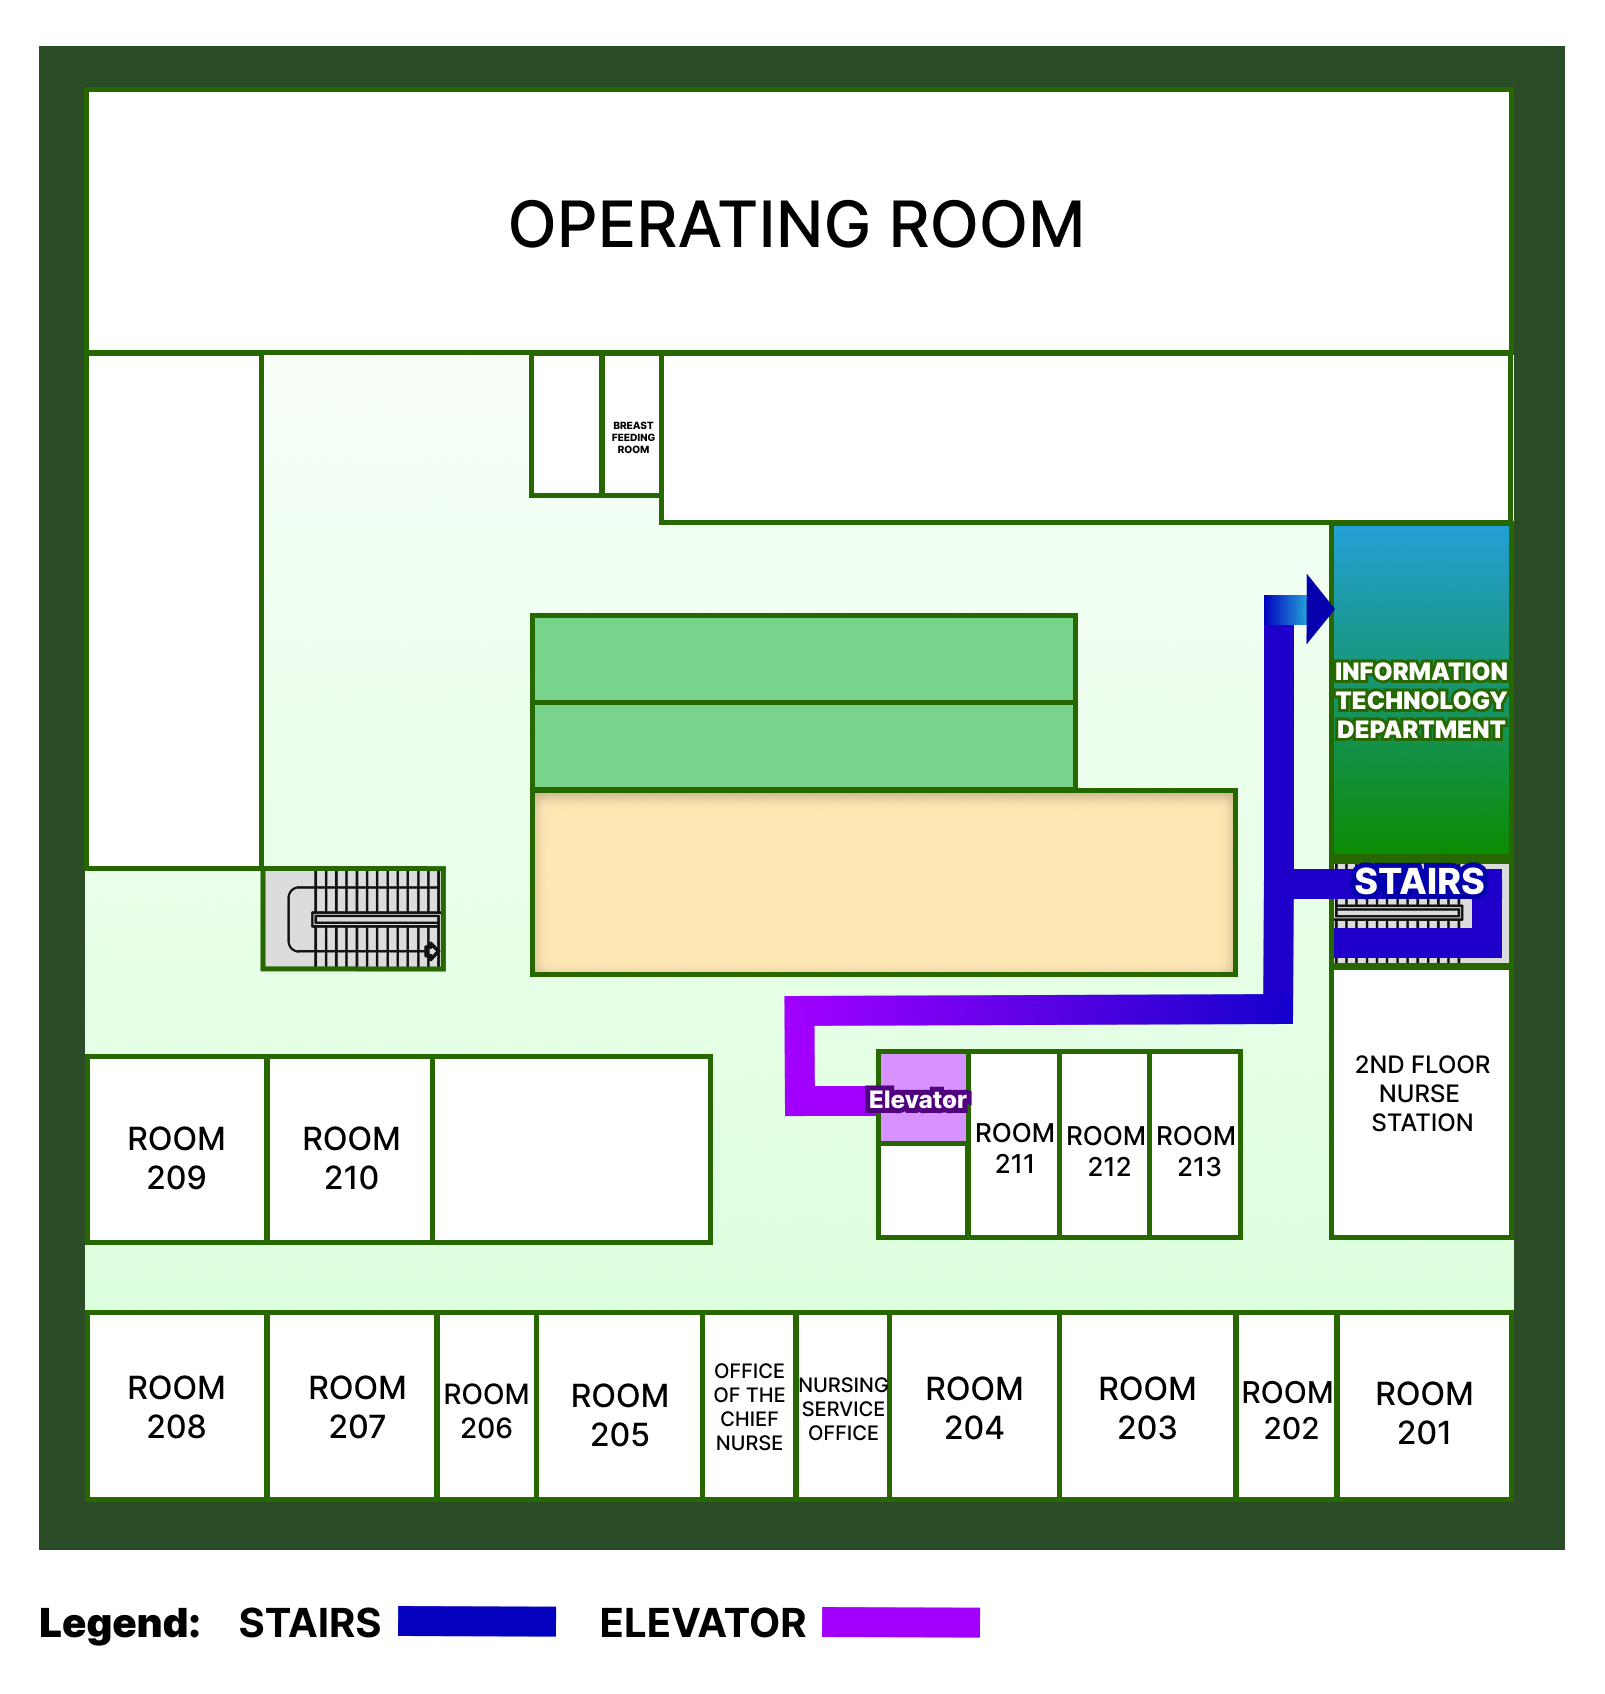 OPERATING ROOM
BREAST
FEEDING
ROOM
INFORMATION
TECHNOLOGY
DEPARTMENT
STAIRS
2ND FLOOR
NURSE
STATION
Elevator
ROOM
209
ROOM
210
ROOM
211
ROOM
212
ROOM
213
ROOM
208
ROOM
207
ROOM
206
ROOM
205
OFFICE
OF THE
CHIEF
NURSE
NURSING
SERVICE
OFFICE
ROOM
204
ROOM
203
ROOM
202
ROOM
201
Legend: STAIRS ELEVATOR